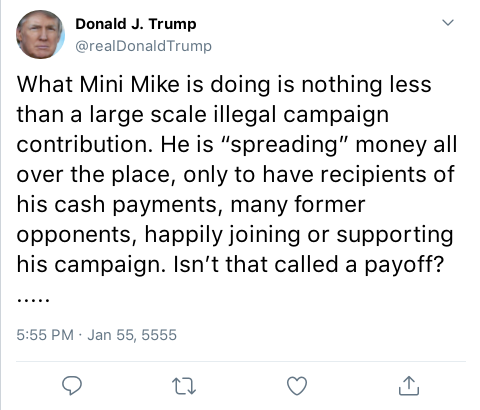 Donald J. Trump
@realDonaldTrump
What Mini Mike is doing is nothing less
than a large scale illegal campaign
contribution. He is “spreading” money all
over the place, only to have recipients of
his cash payments, many former
opponents, happily joining or supporting
his campaign. Isn’t that called a payoff?
.....
5:55 PM · Jan 55, 5555